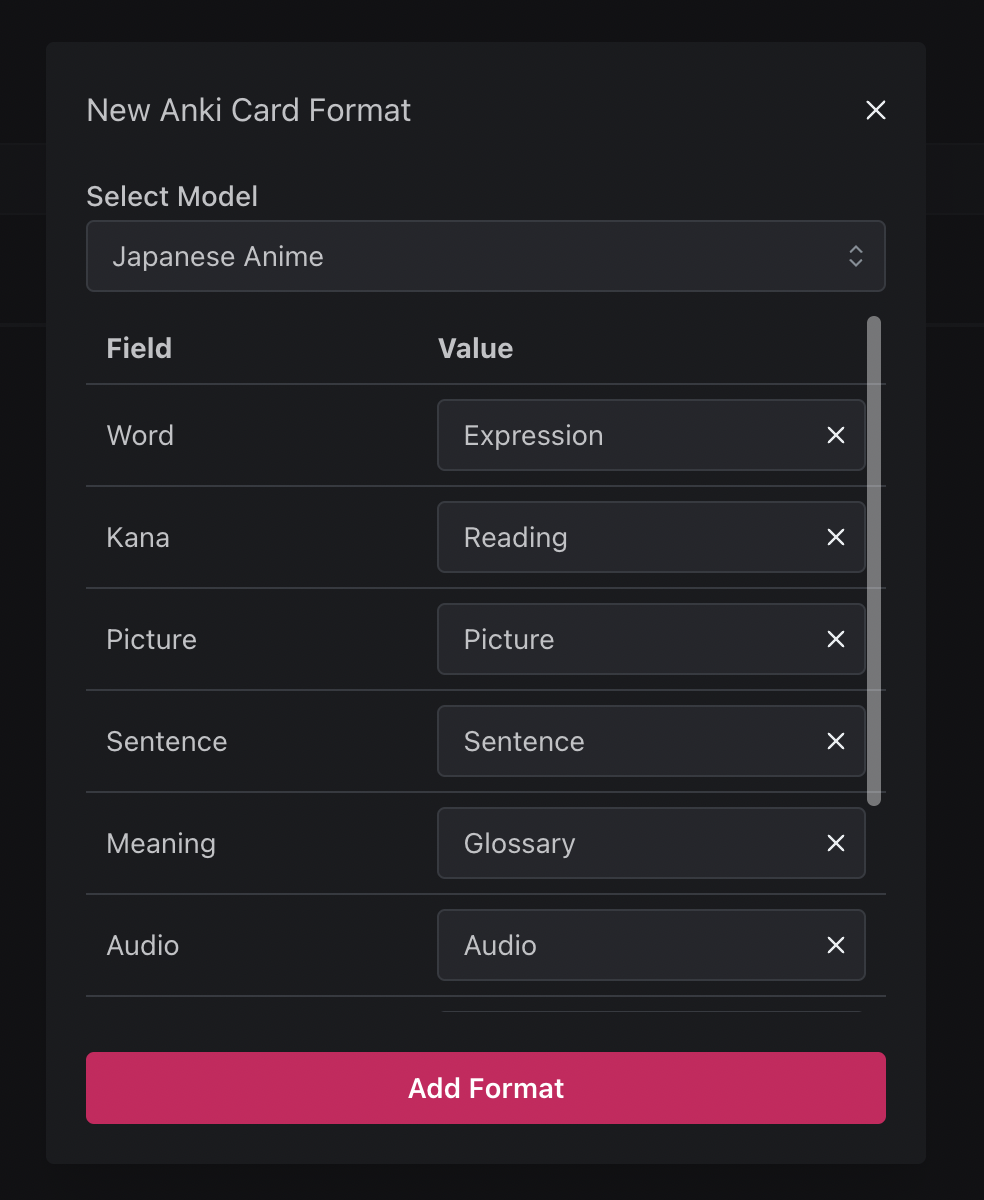 New Anki Card Format
Select Model
Japanese Anime
Field Value
Word Expression
Kana Reading
Picture Picture
Sentence Sentence
Meaning Glossary
Audio Audio
Add Format